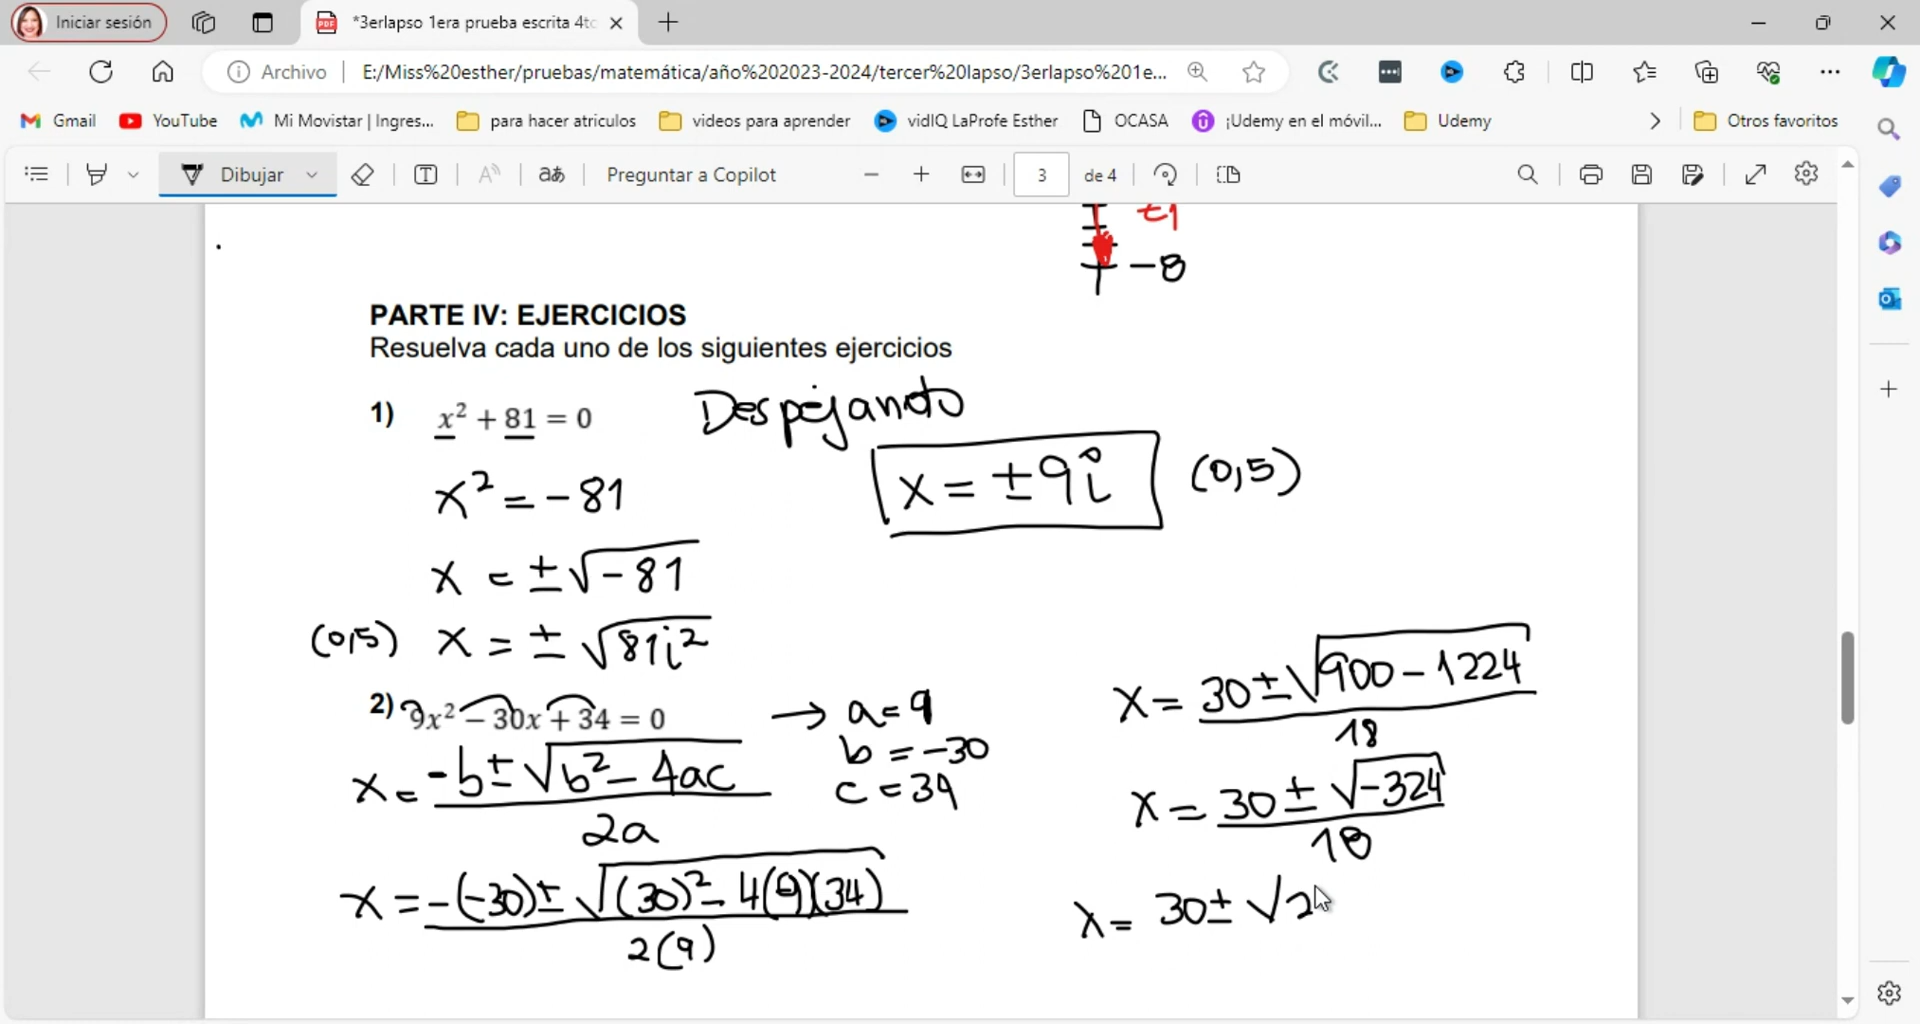 Iniciar sesión
*3erlapso 1era prueba escrita 4to
Archivo
E:/Miss%20esther/pruebas/matemática/año%202023-2024/tercer%20lapso/3erlapso%201e...
Gmail
YouTube
Mi Movistar | Ingres...
para hacer atriculos
videos para aprender
vidIQ LaProfe Esther
OCASA
¡Udemy en el móvil...
Udemy
Otros favoritos
Dibujar
Preguntar a Copilot
3 de 4
-8
PARTE IV: EJERCICIOS
Resuelva cada uno de los siguientes ejercicios
1) x² + 81 = 0
Despejando
x² = -81
x = ±9i (0,5)
x = ±√-81
(0,5) x = ±√81i²
2) 9x² − 30x + 34 = 0
→ a = 9
b = -30
c = 34
x = -b±√b²-4ac
2a
x = -(-30)±√(30)²-4(9)(34)
2(9)
x = 30±√900-1224
18
x = 30±√-324
18
x = 30±√